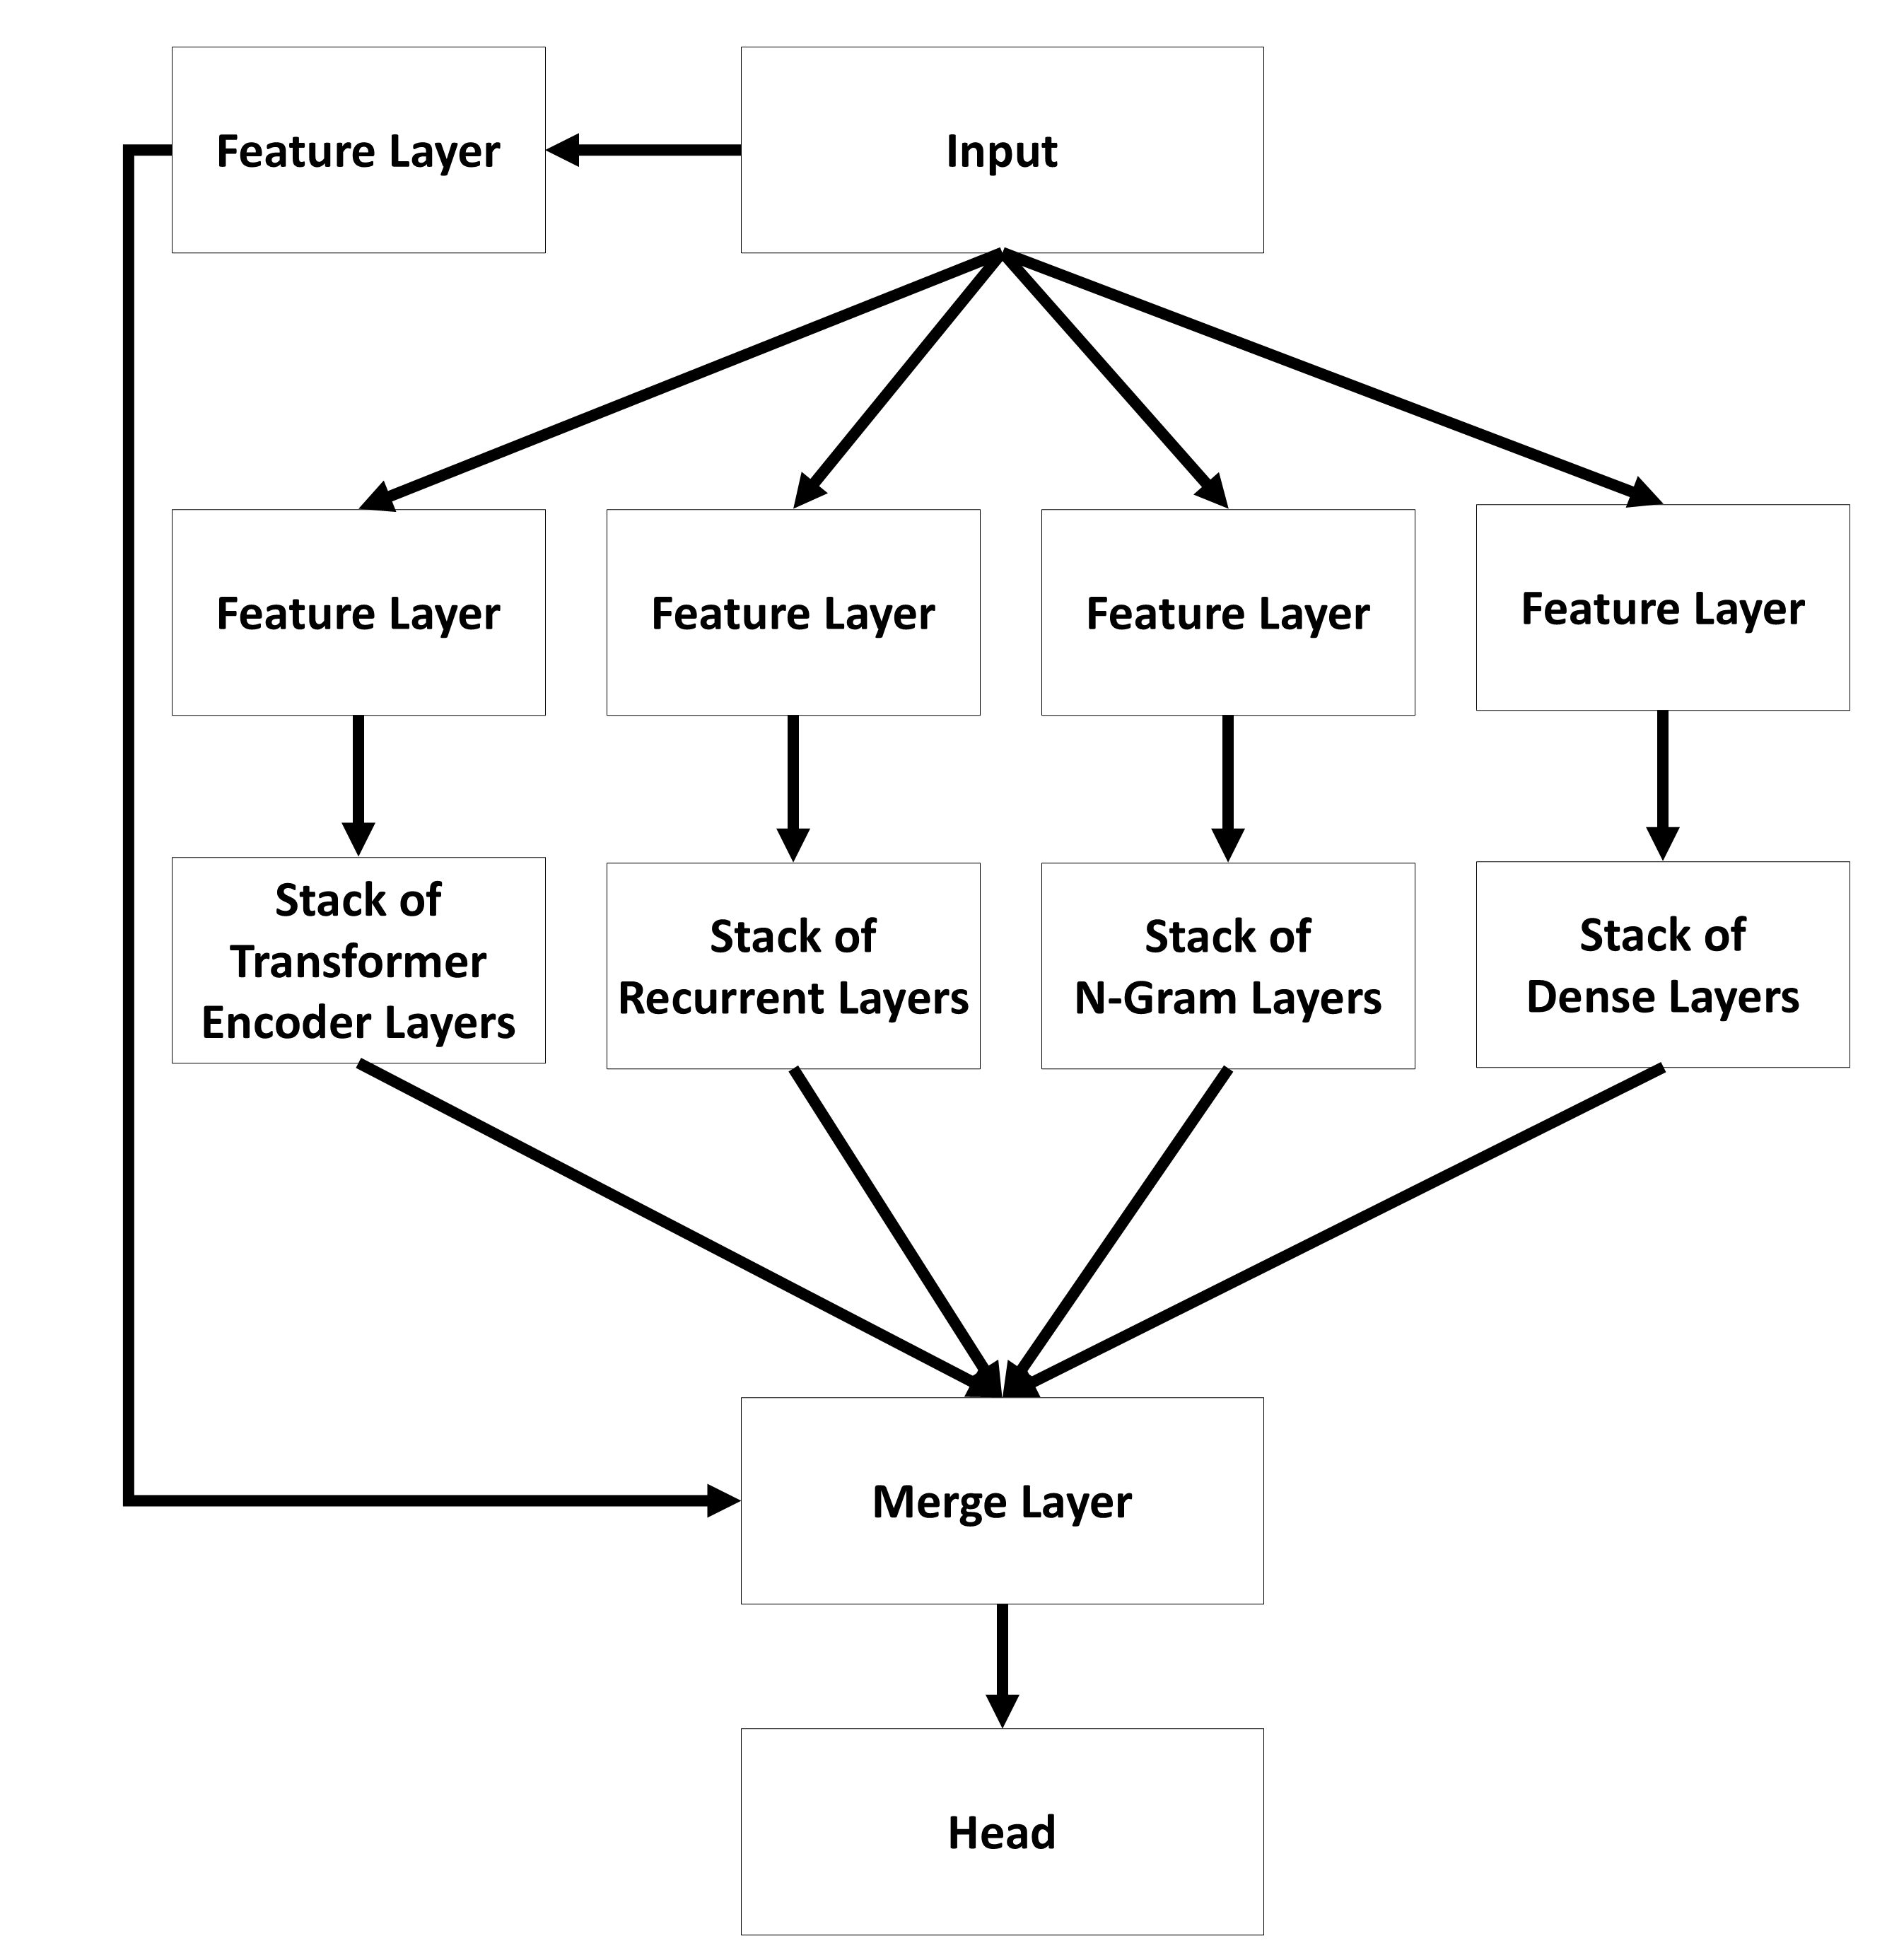 Feature Layer
Input
Feature Layer
Feature Layer
Feature Layer
Feature Layer
Stack of
Transformer
Encoder Layers
Stack of
Recurrent Layers
Stack of
N-Gram Layers
Stack of
Dense Layers
Merge Layer
Head